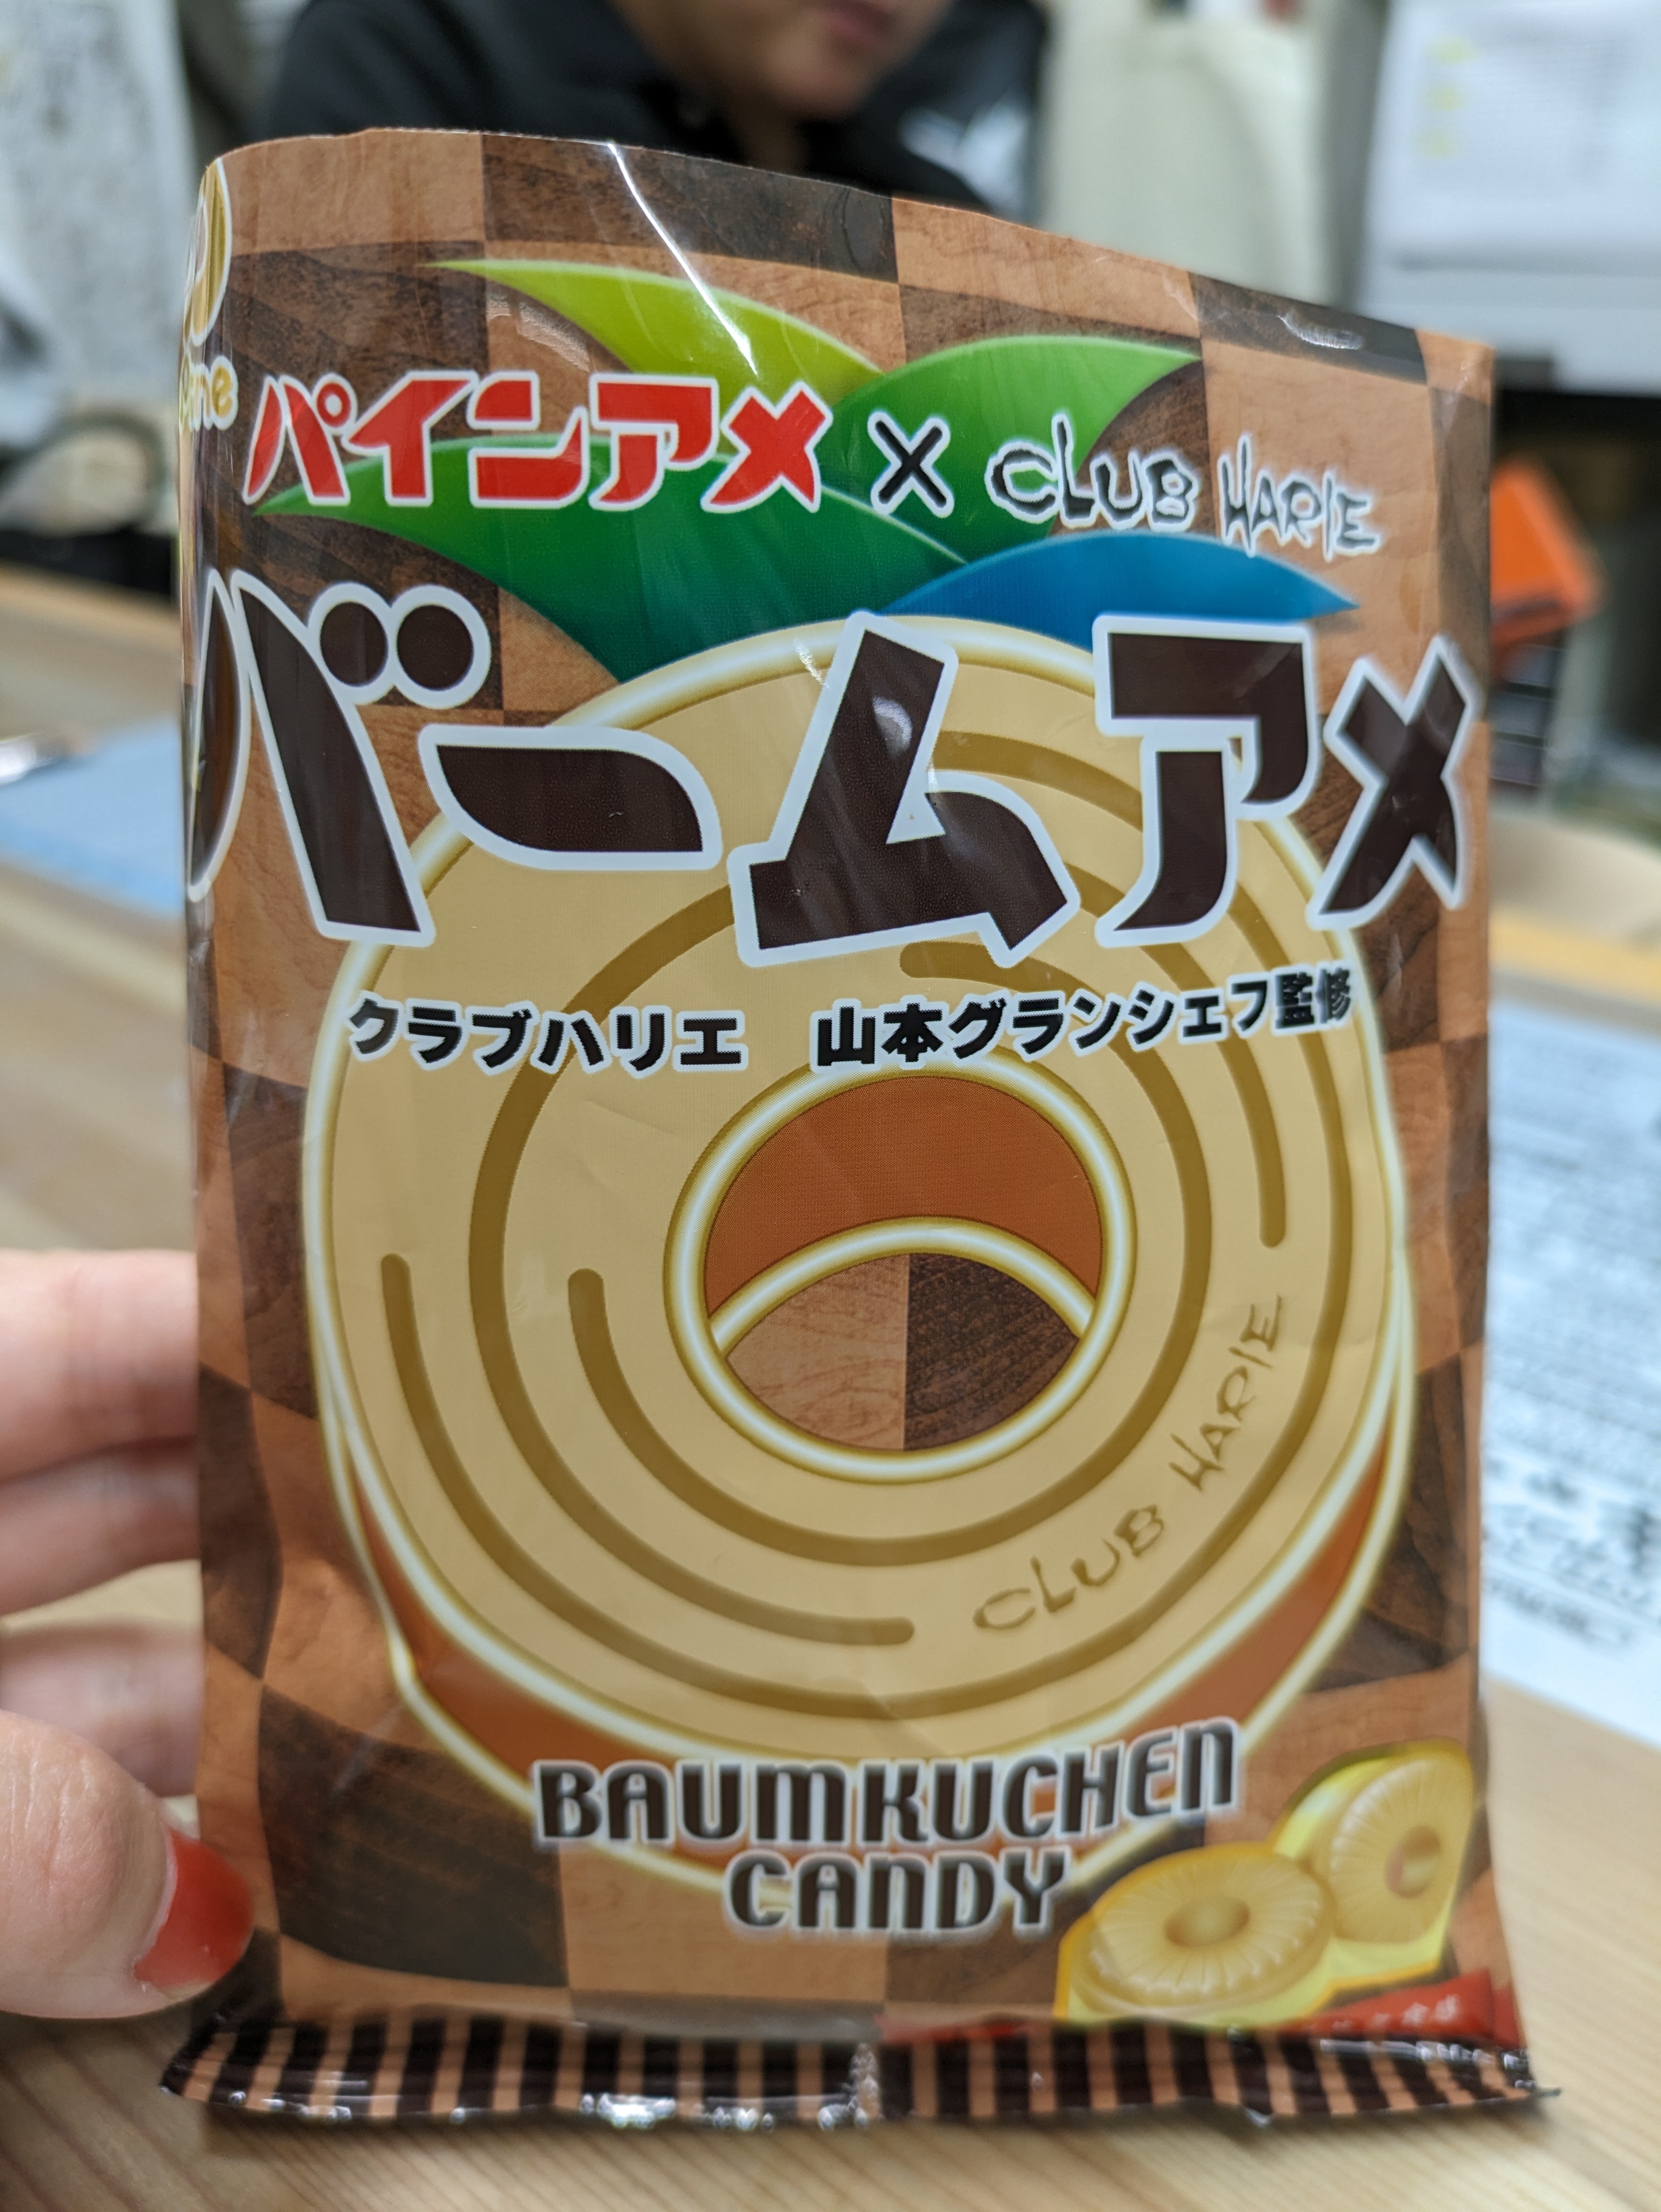 パインアメ × CLUB HARIE
バームアメ
クラブハリエ 山本グランシェフ監修
CLUB HARIE
BAUMKUCHEN
CANDY